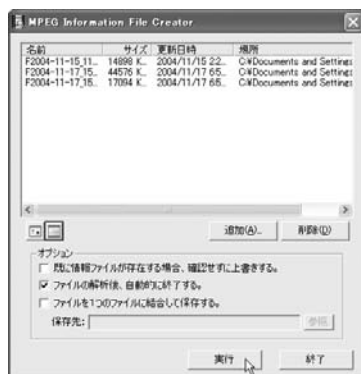 MPEG Information File Creator
名前 サイズ 更新日時 場所
F2004-11-15_11... 14898 K... 2004/11/15 22... C:¥Documents and Settings
F2004-11-17_15... 44576 K... 2004/11/17 65... C:¥Documents and Settings
F2004-11-17_15... 17094 K... 2004/11/17 65... C:¥Documents and Settings
追加(A)... 削除(D)
オプション
既に情報ファイルが存在する場合、確認せずに上書きする。
ファイルの解析後、自動的に終了する。
ファイルを1つのファイルに結合して保存する。
保存先: 参照
実行 終了